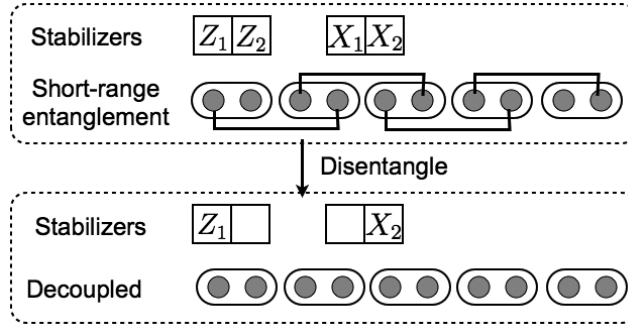 Stabilizers Z₁ Z₂ X₁ X₂
Short-range
entanglement
Disentangle
Stabilizers Z₁ X₂
Decoupled